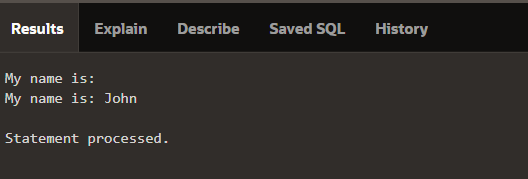 Results Explain Describe Saved SQL History
My name is:
My name is: John
Statement processed.